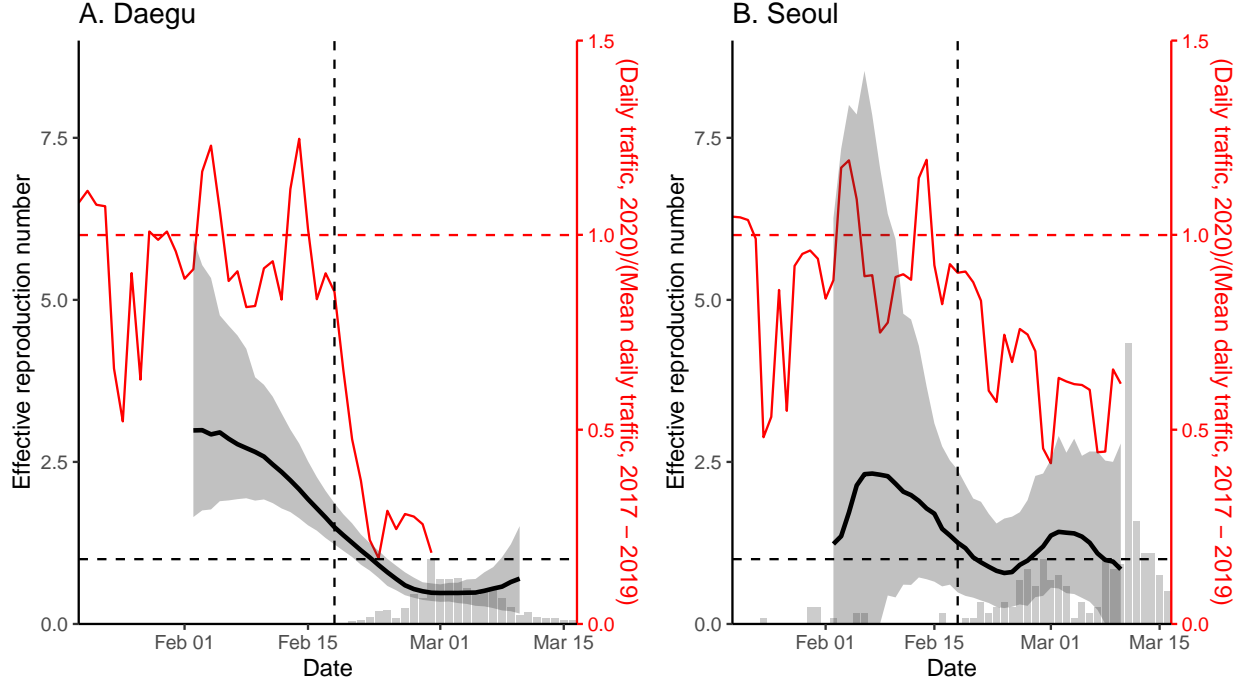 A. Daegu
B. Seoul
Effective reproduction number
7.5
5.0
2.5
0.0
1.5
1.0
0.5
0.0
(Daily traffic, 2020)/(Mean daily traffic, 2017 − 2019)
Feb 01
Feb 15
Mar 01
Mar 15
Date
Effective reproduction number
7.5
5.0
2.5
0.0
1.5
1.0
0.5
0.0
(Daily traffic, 2020)/(Mean daily traffic, 2017 − 2019)
Feb 01
Feb 15
Mar 01
Mar 15
Date